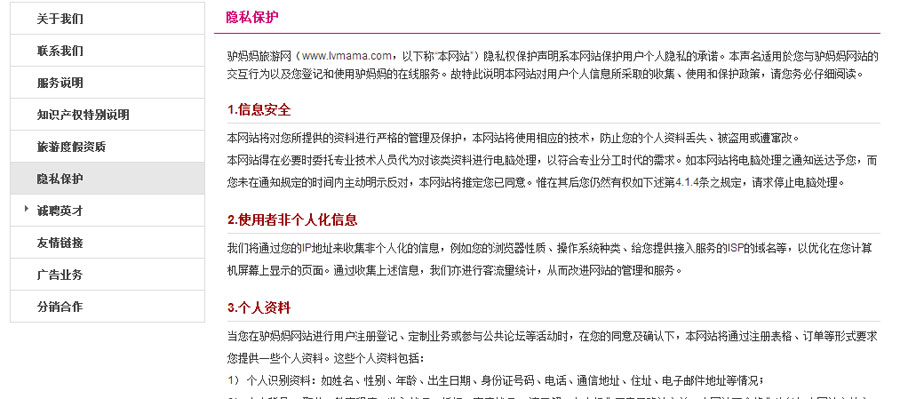 关于我们
联系我们
服务说明
知识产权特别说明
旅游度假资质
隐私保护
诚聘英才
友情链接
广告业务
分销合作
隐私保护
驴妈妈旅游网（www.lvmama.com，以下称“本网站”）隐私权保护声明系本网站保护用户个人隐私的承诺。本声名适用於您与驴妈妈网站的
交互行为以及您登记和使用驴妈妈的在线服务。故特此说明本网站对用户个人信息所采取的收集、使用和保护政策，请您务必仔细阅读。
1.信息安全
本网站将对您所提供的资料进行严格的管理及保护，本网站将使用相应的技术，防止您的个人资料丢失、被盗用或遭窜改。
本网站得在必要时委托专业技术人员代为对该类资料进行电脑处理，以符合专业分工时代的需求。如本网站将电脑处理之通知送达予您，而
您未在通知规定的时间内主动明示反对，本网站将推定您已同意。惟在其后您仍然有权如下述第4.1.4条之规定，请求停止电脑处理。
2.使用者非个人化信息
我们将通过您的IP地址来收集非个人化的信息，例如您的浏览器性质、操作系统种类、给您提供接入服务的ISP的域名等，以优化在您计算
机屏幕上显示的页面。通过收集上述信息，我们亦进行客流量统计，从而改进网站的管理和服务。
3.个人资料
当您在驴妈妈网站进行用户注册登记、定制业务或参与公共论坛等活动时，在您的同意及确认下，本网站将通过注册表格、订单等形式要求
您提供一些个人资料。这些个人资料包括：
1） 个人识别资料：如姓名、性别、年龄、出生日期、身份证号码、电话、通信地址、住址、电子邮件地址等情况；